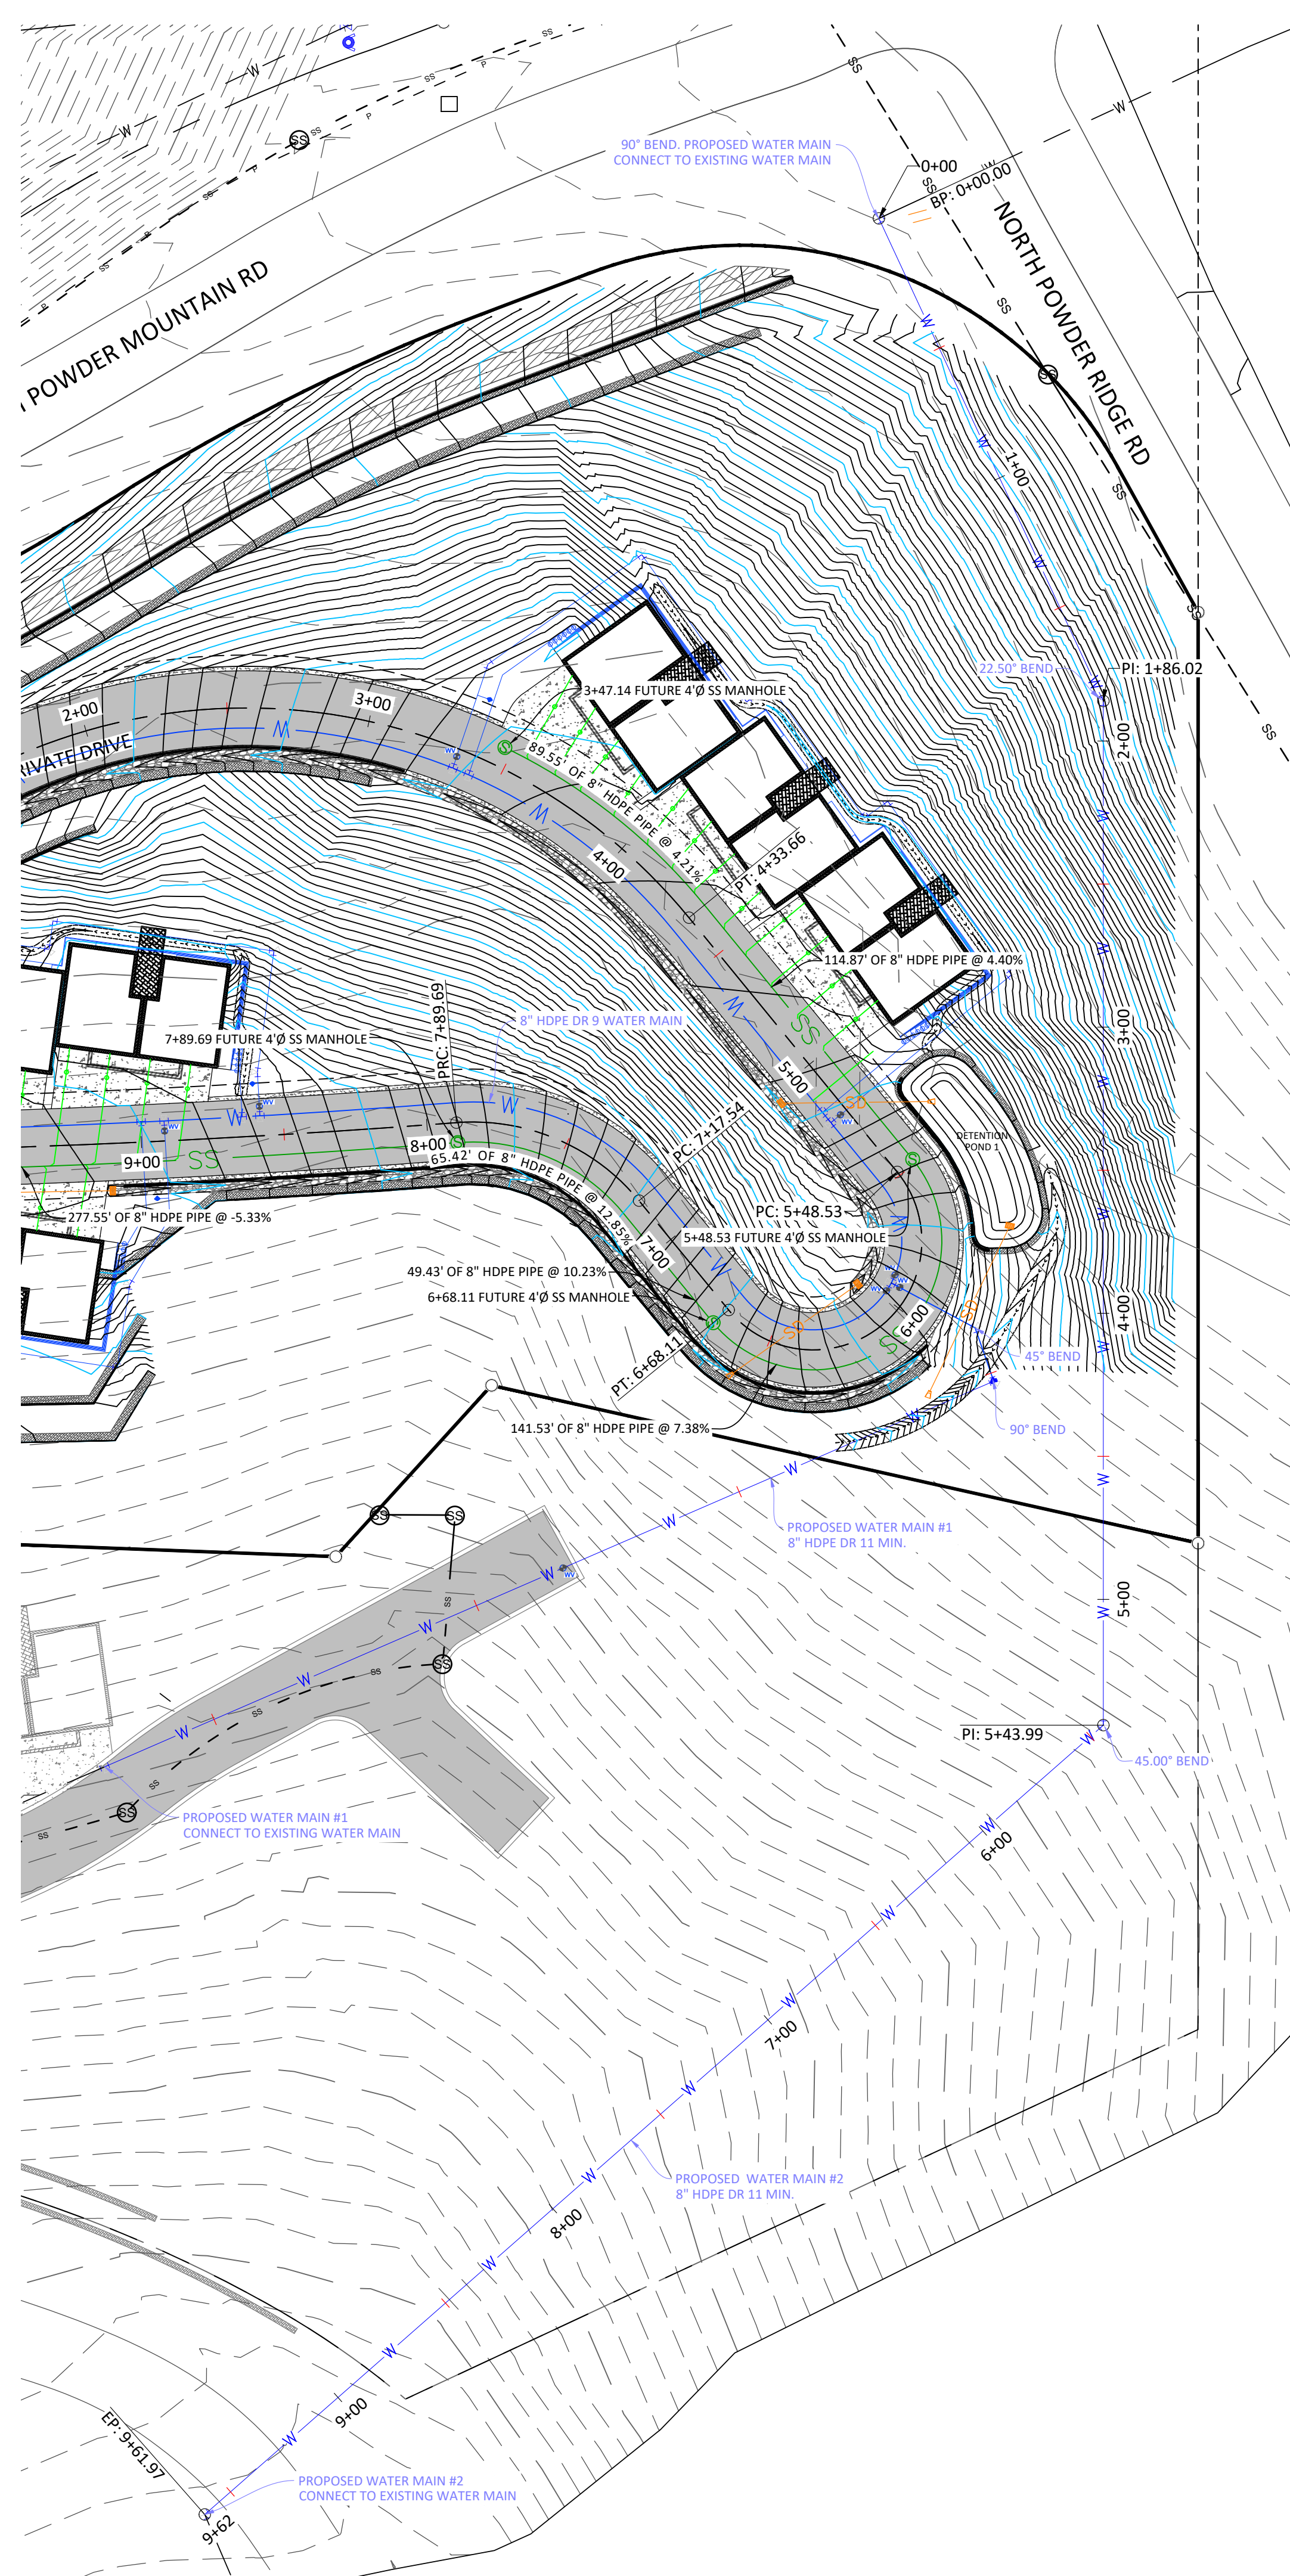 90° BEND. PROPOSED WATER MAIN
CONNECT TO EXISTING WATER MAIN
0+00
BP: 0+00.00
NORTH POWDER RIDGE RD
POWDER MOUNTAIN RD
1+00
22.50° BEND
PI: 1+86.02
2+00
3+00
4+00
5+00
PI: 5+43.99
45.00° BEND
6+00
7+00
8+00
9+00
EP: 9+61.97
9+62
PROPOSED WATER MAIN #2
CONNECT TO EXISTING WATER MAIN
PROPOSED WATER MAIN #2
8" HDPE DR 11 MIN.
2+00
RIVATE DRIVE
3+00
3+47.14 FUTURE 4'Ø SS MANHOLE
89.55' OF 8" HDPE PIPE @ 4.21%
4+00
PT: 4+33.66
114.87' OF 8" HDPE PIPE @ 4.40%
5+00
7+89.69 FUTURE 4'Ø SS MANHOLE
PRC: 7+89.69
8" HDPE DR 9 WATER MAIN
PC: 7+17.54
DETENTION
POND 1
8+00
9+00
65.42' OF 8" HDPE PIPE @ 12.85%
277.55' OF 8" HDPE PIPE @ -5.33%
PC: 5+48.53
5+48.53 FUTURE 4'Ø SS MANHOLE
7+00
49.43' OF 8" HDPE PIPE @ 10.23%
6+68.11 FUTURE 4'Ø SS MANHOLE
6+00
PT: 6+68.11
45° BEND
90° BEND
141.53' OF 8" HDPE PIPE @ 7.38%
PROPOSED WATER MAIN #1
8" HDPE DR 11 MIN.
PROPOSED WATER MAIN #1
CONNECT TO EXISTING WATER MAIN
SS
W
SD
WV
P
S